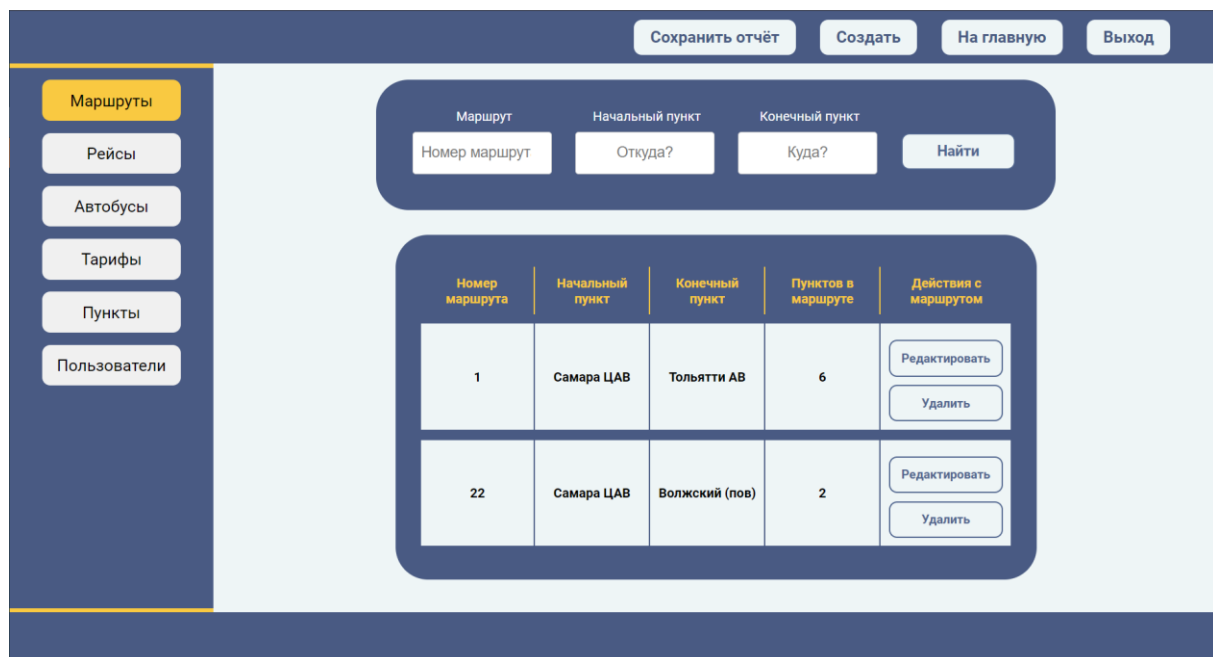 Сохранить отчёт Создать На главную Выход
Маршруты
Рейсы
Автобусы
Тарифы
Пункты
Пользователи
Маршрут Начальный пункт Конечный пункт
Номер маршрут Откуда? Куда? Найти
Номер маршрута Начальный пункт Конечный пункт Пунктов в маршруте Действия с маршрутом
1 Самара ЦАВ Тольятти АВ 6 Редактировать
Удалить
22 Самара ЦАВ Волжский (пов) 2 Редактировать
Удалить